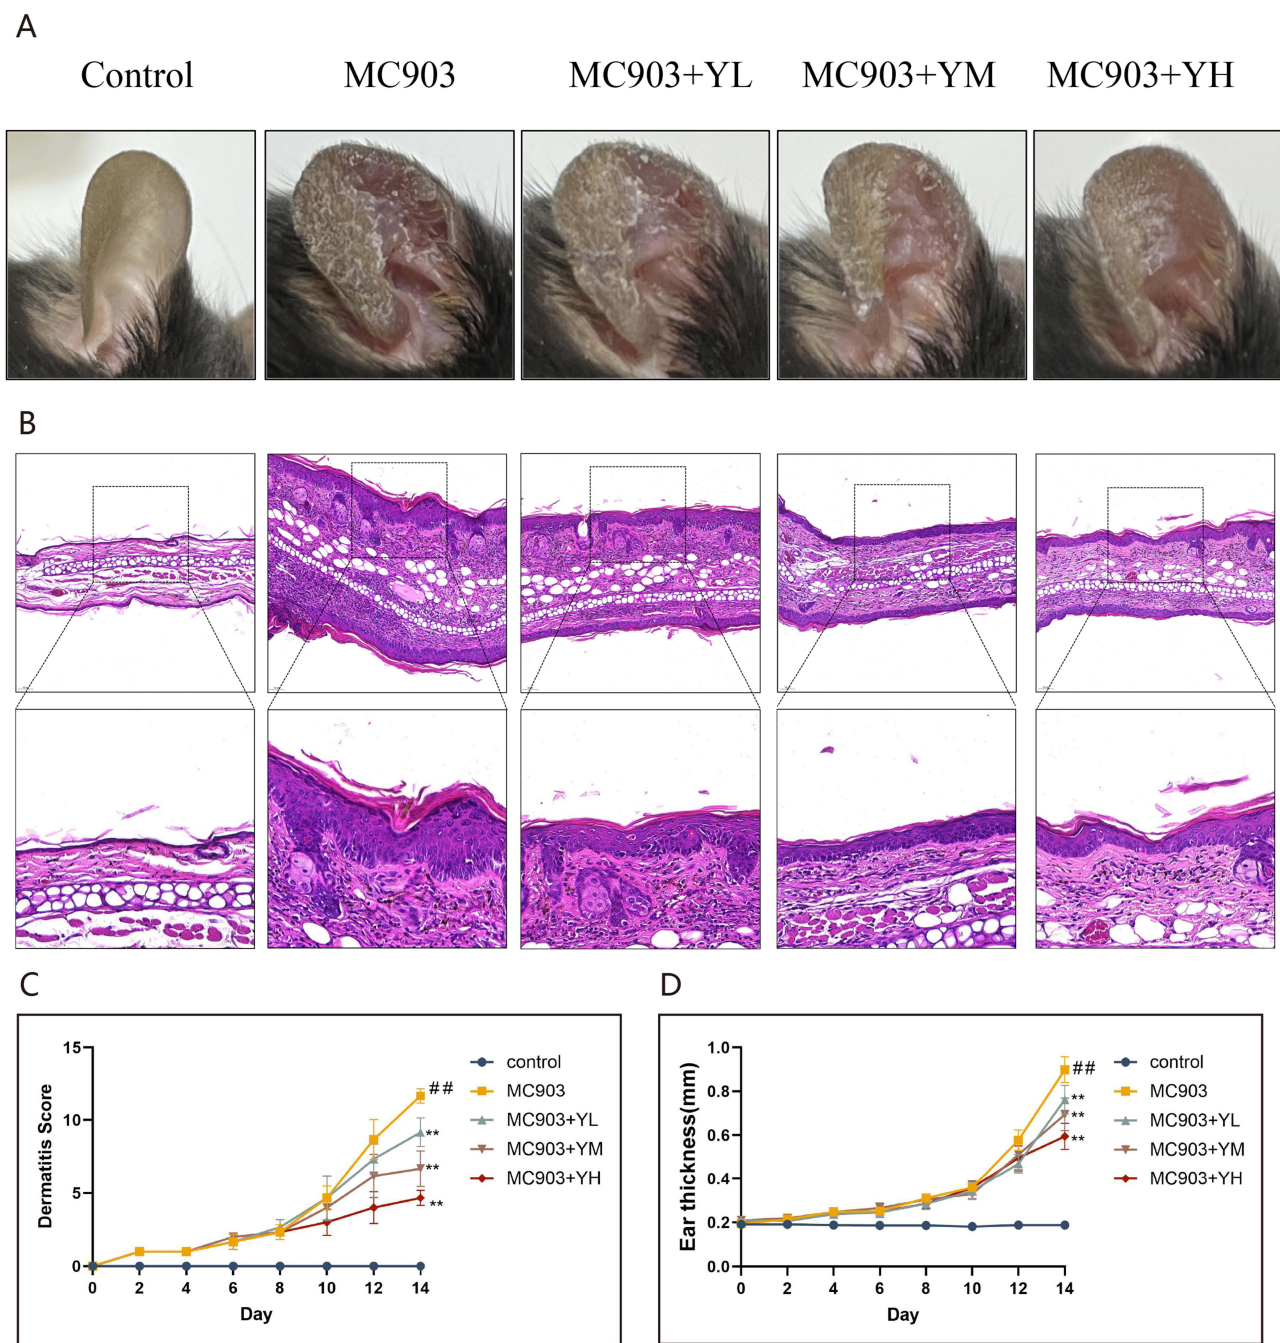 A
Control MC903 MC903+YL MC903+YM MC903+YH
B
C
15
10
5
0
0 2 4 6 8 10 12 14
Dermatitis Score
Day
##
**
**
**
control
MC903
MC903+YL
MC903+YM
MC903+YH
D
1.0
0.8
0.6
0.4
0.2
0.0
0 2 4 6 8 10 12 14
Ear thickness(mm)
Day
##
**
**
**
control
MC903
MC903+YL
MC903+YM
MC903+YH